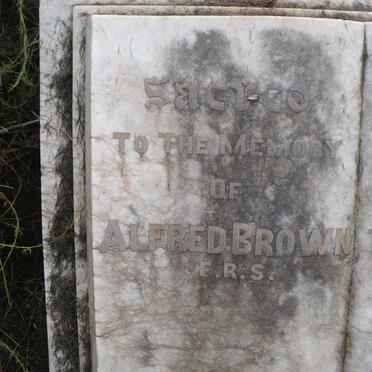 Sacred
TO THE MEMORY
OF
ALFRED BROWN
F.R.S.